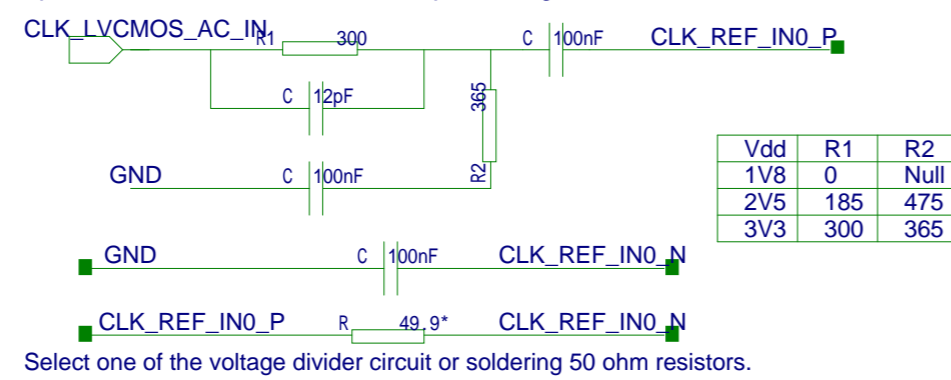 CLK_LVCMOS_AC_IN R1 300 C 100nF CLK_REF_IN0_P
C 12pF
365
R2
GND C 100nF
Vdd R1 R2
1V8 0 Null
2V5 185 475
3V3 300 365
GND C 100nF CLK_REF_IN0_N
CLK_REF_IN0_P R 49.9* CLK_REF_IN0_N
Select one of the voltage divider circuit or soldering 50 ohm resistors.